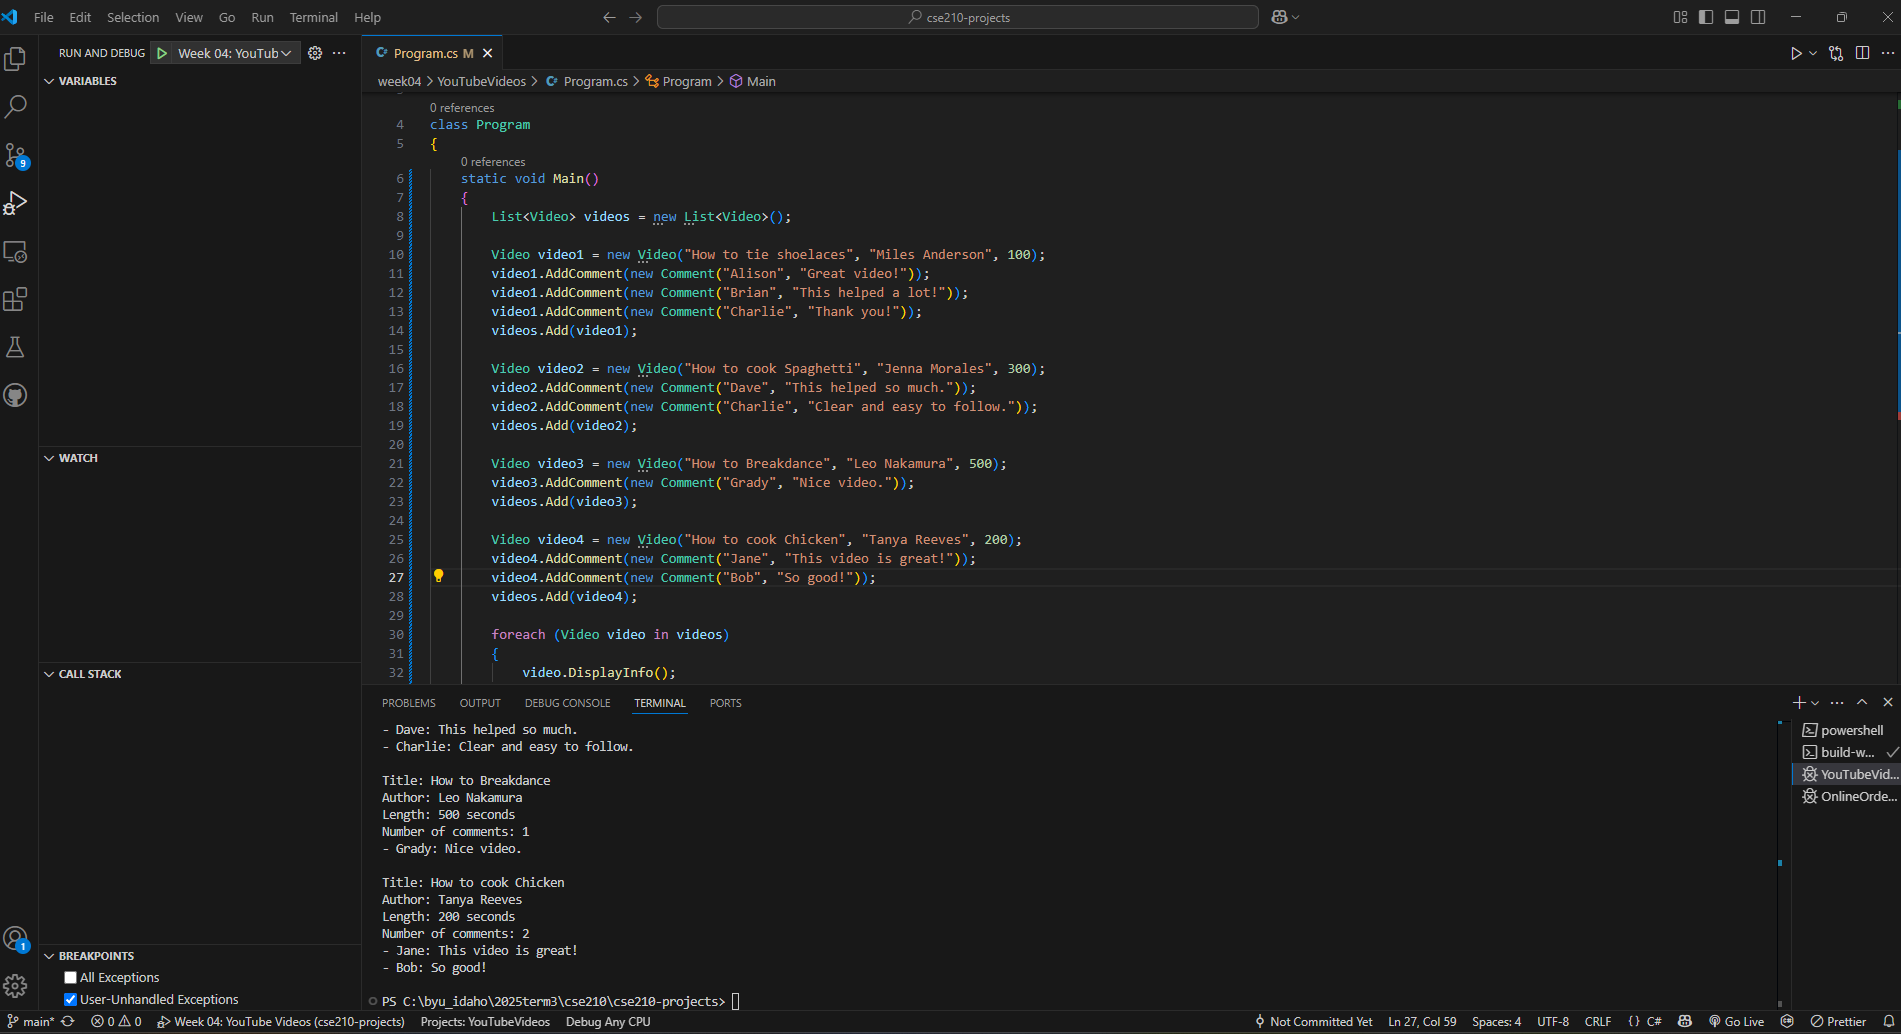 File Edit Selection View Go Run Terminal Help
cse210-projects
RUN AND DEBUG Week 04: YouTub
Program.cs M
VARIABLES
week04 > YouTubeVideos > Program.cs > Program > Main
0 references
4 class Program
5 {
0 references
6 static void Main()
7 {
8 List<Video> videos = new List<Video>();
9
10 Video video1 = new Video("How to tie shoelaces", "Miles Anderson", 100);
11 video1.AddComment(new Comment("Alison", "Great video!"));
12 video1.AddComment(new Comment("Brian", "This helped a lot!"));
13 video1.AddComment(new Comment("Charlie", "Thank you!"));
14 videos.Add(video1);
15
16 Video video2 = new Video("How to cook Spaghetti", "Jenna Morales", 300);
17 video2.AddComment(new Comment("Dave", "This helped so much."));
18 video2.AddComment(new Comment("Charlie", "Clear and easy to follow."));
19 videos.Add(video2);
20
21 Video video3 = new Video("How to Breakdance", "Leo Nakamura", 500);
22 video3.AddComment(new Comment("Grady", "Nice video."));
23 videos.Add(video3);
24
25 Video video4 = new Video("How to cook Chicken", "Tanya Reeves", 200);
26 video4.AddComment(new Comment("Jane", "This video is great!"));
27 video4.AddComment(new Comment("Bob", "So good!"));
28 videos.Add(video4);
29
30 foreach (Video video in videos)
31 {
32 video.DisplayInfo();
WATCH
CALL STACK
BREAKPOINTS
All Exceptions
User-Unhandled Exceptions
9
1
PROBLEMS OUTPUT DEBUG CONSOLE TERMINAL PORTS
- Dave: This helped so much.
- Charlie: Clear and easy to follow.
Title: How to Breakdance
Author: Leo Nakamura
Length: 500 seconds
Number of comments: 1
- Grady: Nice video.
Title: How to cook Chicken
Author: Tanya Reeves
Length: 200 seconds
Number of comments: 2
- Jane: This video is great!
- Bob: So good!
PS C:\byu_idaho\2025term3\cse210\cse210-projects>
powershell
build-w...
YouTubeVid...
OnlineOrde...
main* 0 0 Week 04: YouTube Videos (cse210-projects) Projects: YouTubeVideos Debug Any CPU Not Committed Yet Ln 27, Col 59 Spaces: 4 UTF-8 CRLF {} C# Go Live Prettier